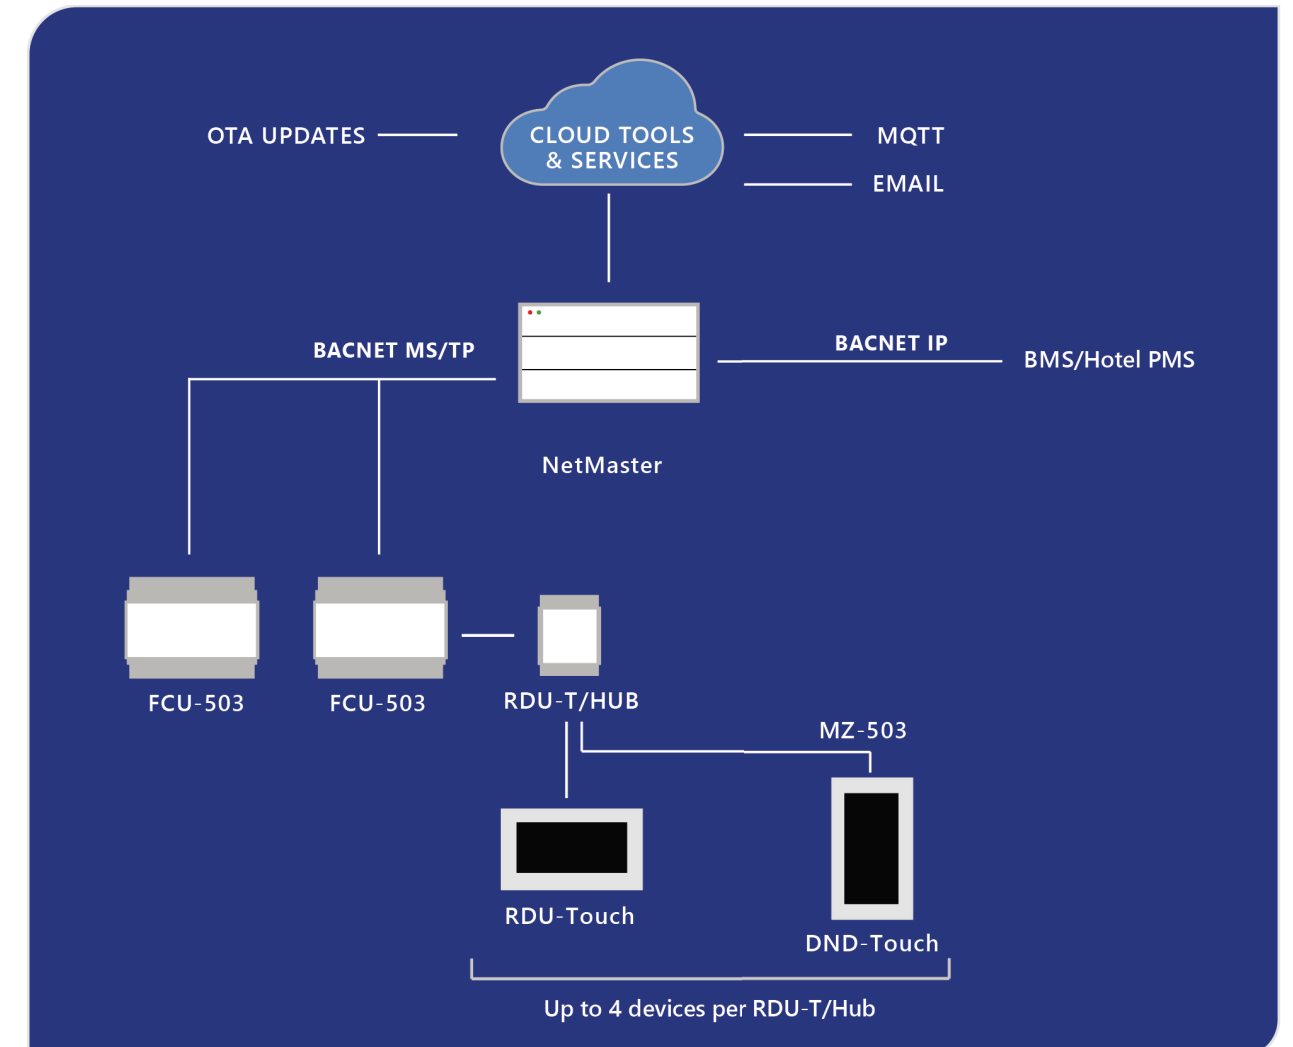 OTA UPDATES
CLOUD TOOLS
& SERVICES
MQTT
EMAIL
BACNET MS/TP
BACNET IP
BMS/Hotel PMS
NetMaster
FCU-503
FCU-503
RDU-T/HUB
MZ-503
RDU-Touch
DND-Touch
Up to 4 devices per RDU-T/Hub